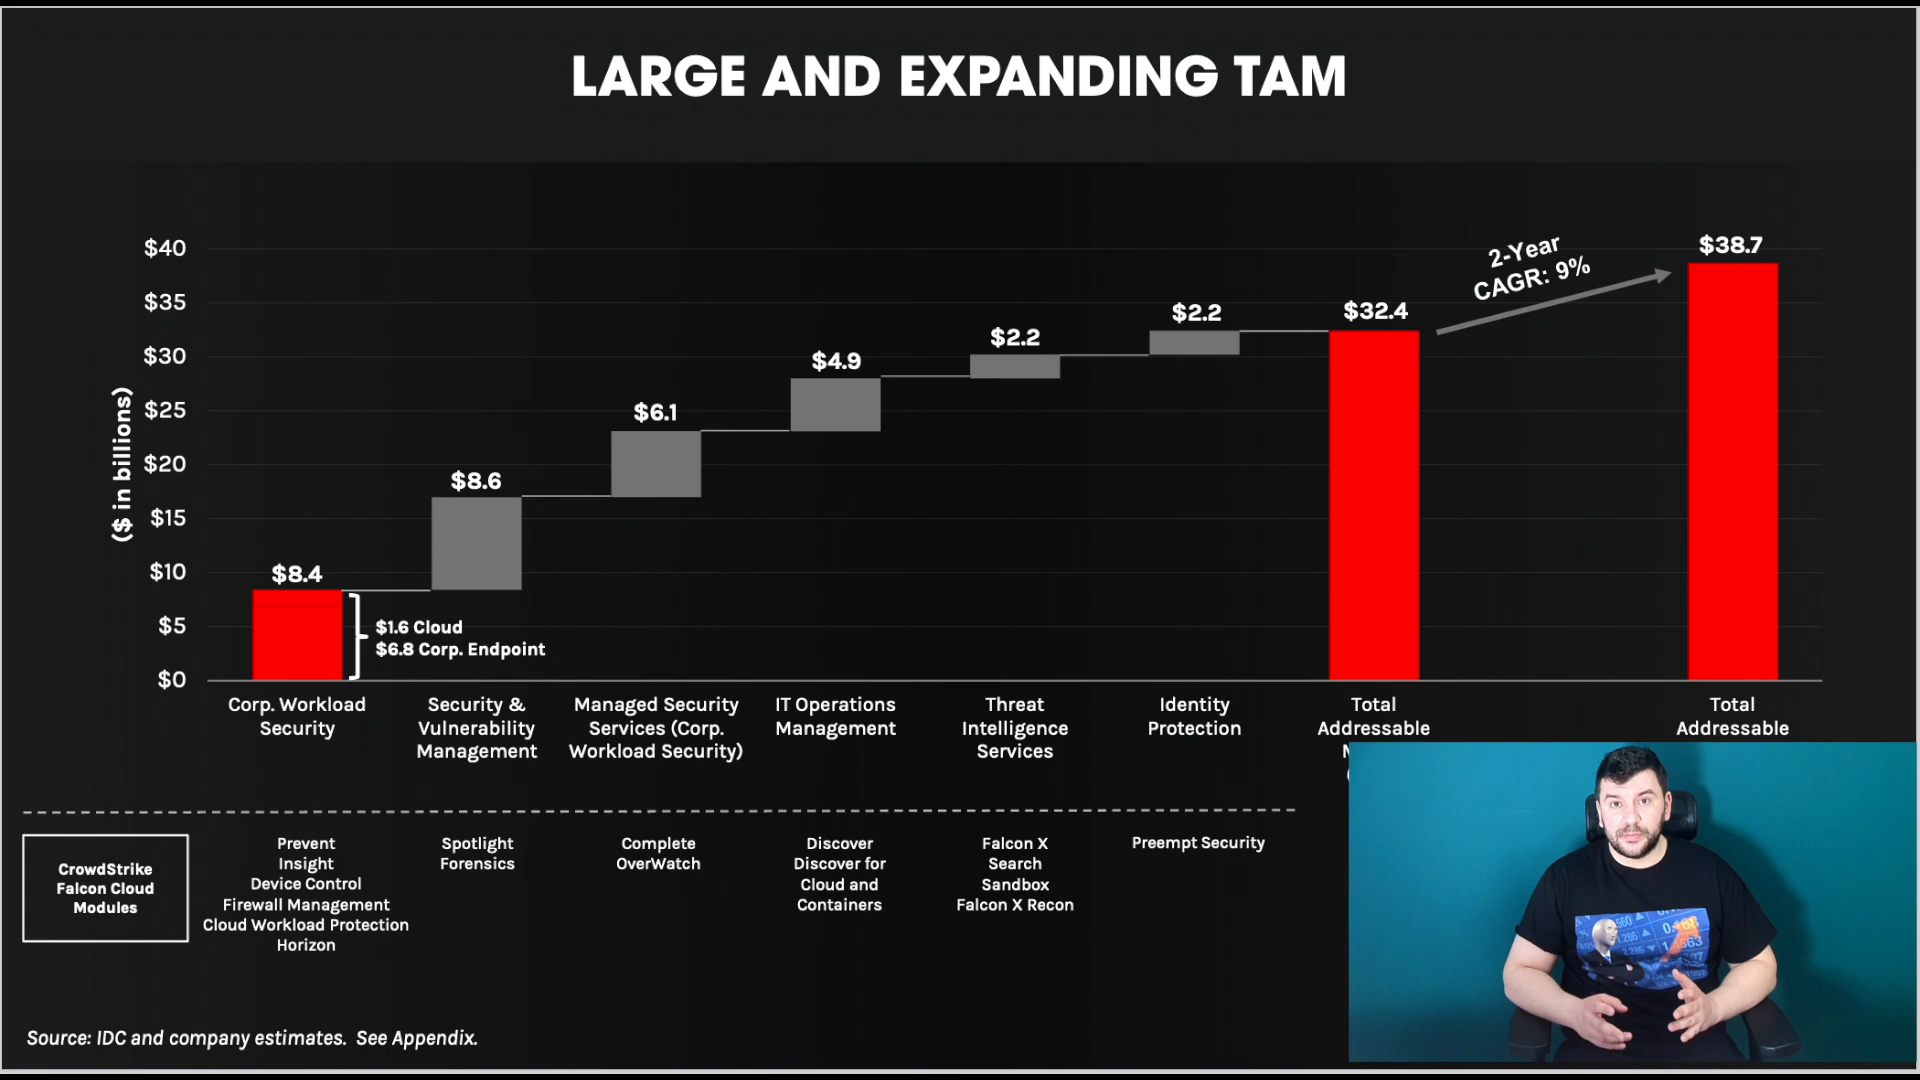 LARGE AND EXPANDING TAM
($ in billions)
$40
$35
$30
$25
$20
$15
$10
$5
$0
$8.4
$1.6 Cloud
$6.8 Corp. Endpoint
$8.6
$6.1
$4.9
$2.2
$2.2
$32.4
2-Year
CAGR: 9%
$38.7
Corp. Workload
Security
Security &
Vulnerability
Management
Managed Security
Services (Corp.
Workload Security)
IT Operations
Management
Threat
Intelligence
Services
Identity
Protection
Total
Addressable
Total
Addressable
CrowdStrike
Falcon Cloud
Modules
Prevent
Insight
Device Control
Firewall Management
Cloud Workload Protection
Horizon
Spotlight
Forensics
Complete
OverWatch
Discover
Discover for
Cloud and
Containers
Falcon X
Search
Sandbox
Falcon X Recon
Preempt Security
Source: IDC and company estimates. See Appendix.